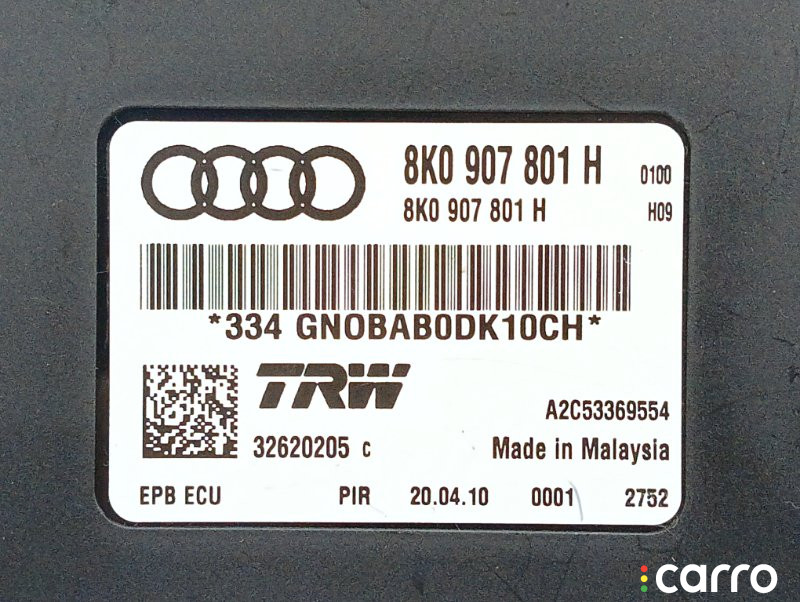 8K0 907 801 H 0100
8K0 907 801 H H09
*334 GN0BAB0DK10CH*
TRW
A2C53369554
32620205 c Made in Malaysia
EPB ECU PIR 20.04.10 0001 2752
carro